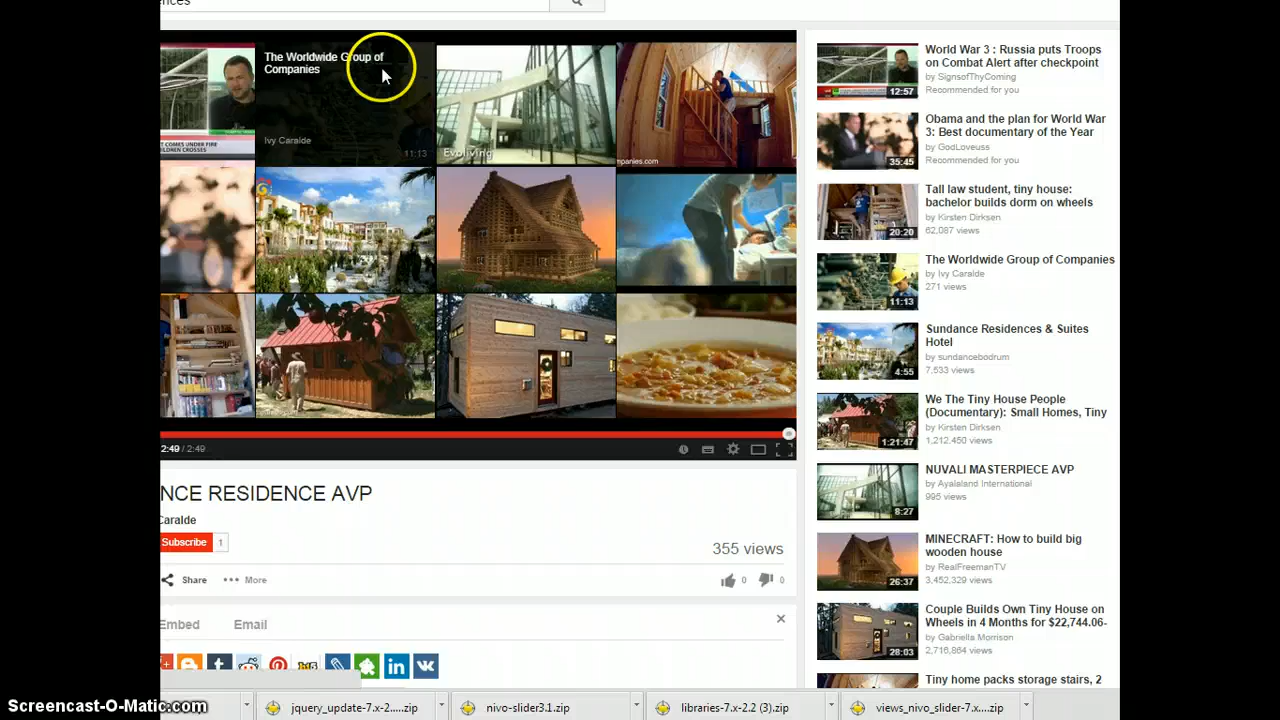 ences
The Worldwide Group of
Companies
Ivy Caralde
11:13
Evoliving
mpanies.com
T COMES UNDER FIRE
ILDREN CROSSES
2:49 / 2:49
NCE RESIDENCE AVP
Caralde
Subscribe 1
355 views
Share
More
0
0
Embed
Email
World War 3 : Russia puts Troops
on Combat Alert after checkpoint
by SignsofThyComing
Recommended for you
12:57
Obama and the plan for World War
3: Best documentary of the Year
by GodLoveuss
Recommended for you
35:45
Tall law student, tiny house:
bachelor builds dorm on wheels
by Kirsten Dirksen
62,087 views
20:20
The Worldwide Group of Companies
by Ivy Caralde
271 views
11:13
Sundance Residences & Suites
Hotel
by sundancebodrum
7,533 views
4:55
We The Tiny House People
(Documentary): Small Homes, Tiny
by Kirsten Dirksen
1,212,450 views
1:21:47
NUVALI MASTERPIECE AVP
by Ayalaland International
995 views
8:27
MINECRAFT: How to build big
wooden house
by RealFreemanTV
3,452,329 views
26:37
Couple Builds Own Tiny House on
Wheels in 4 Months for $22,744.06-
by Gabriella Morrison
2,716,864 views
28:03
Tiny home packs storage stairs, 2
Screencast-O-Matic.com
jquery_update-7.x-2.....zip
nivo-slider3.1.zip
libraries-7.x-2.2 (3).zip
views_nivo_slider-7.x....zip